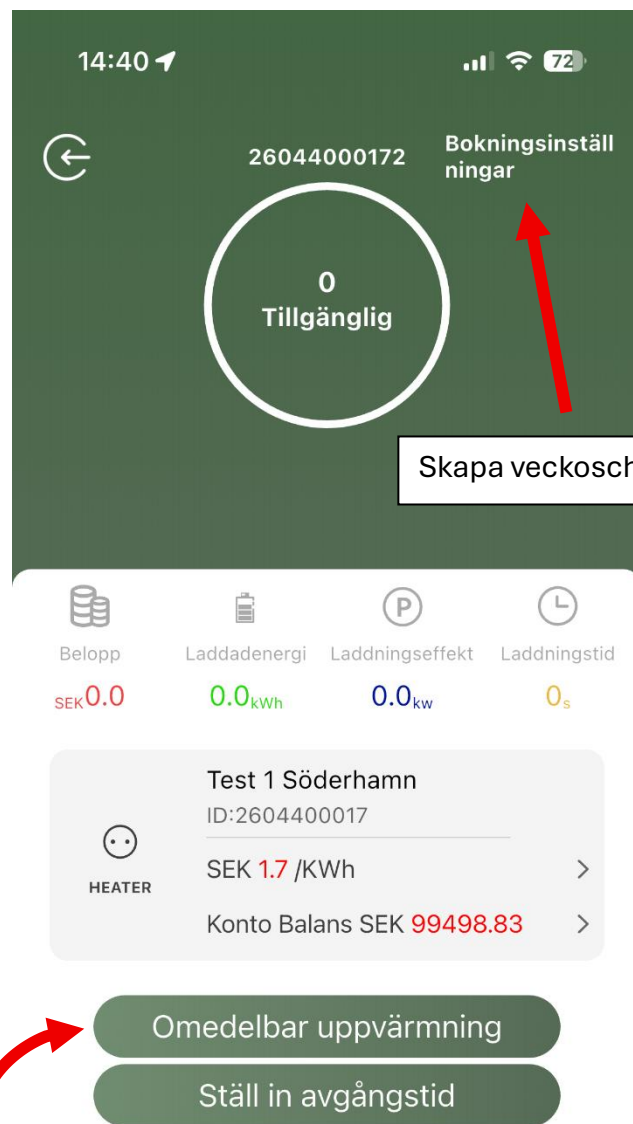 14:40
72
26044000172
Bokningsinställ
ningar
0
Tillgänglig
Skapa veckosch
P
Belopp
Laddadenergi
Laddningseffekt
Laddningstid
SEK0.0
0.0kWh
0.0kw
0s
Test 1 Söderhamn
ID:2604400017
HEATER
SEK 1.7 /KWh
Konto Balans SEK 99498.83
Omedelbar uppvärmning
Ställ in avgångstid